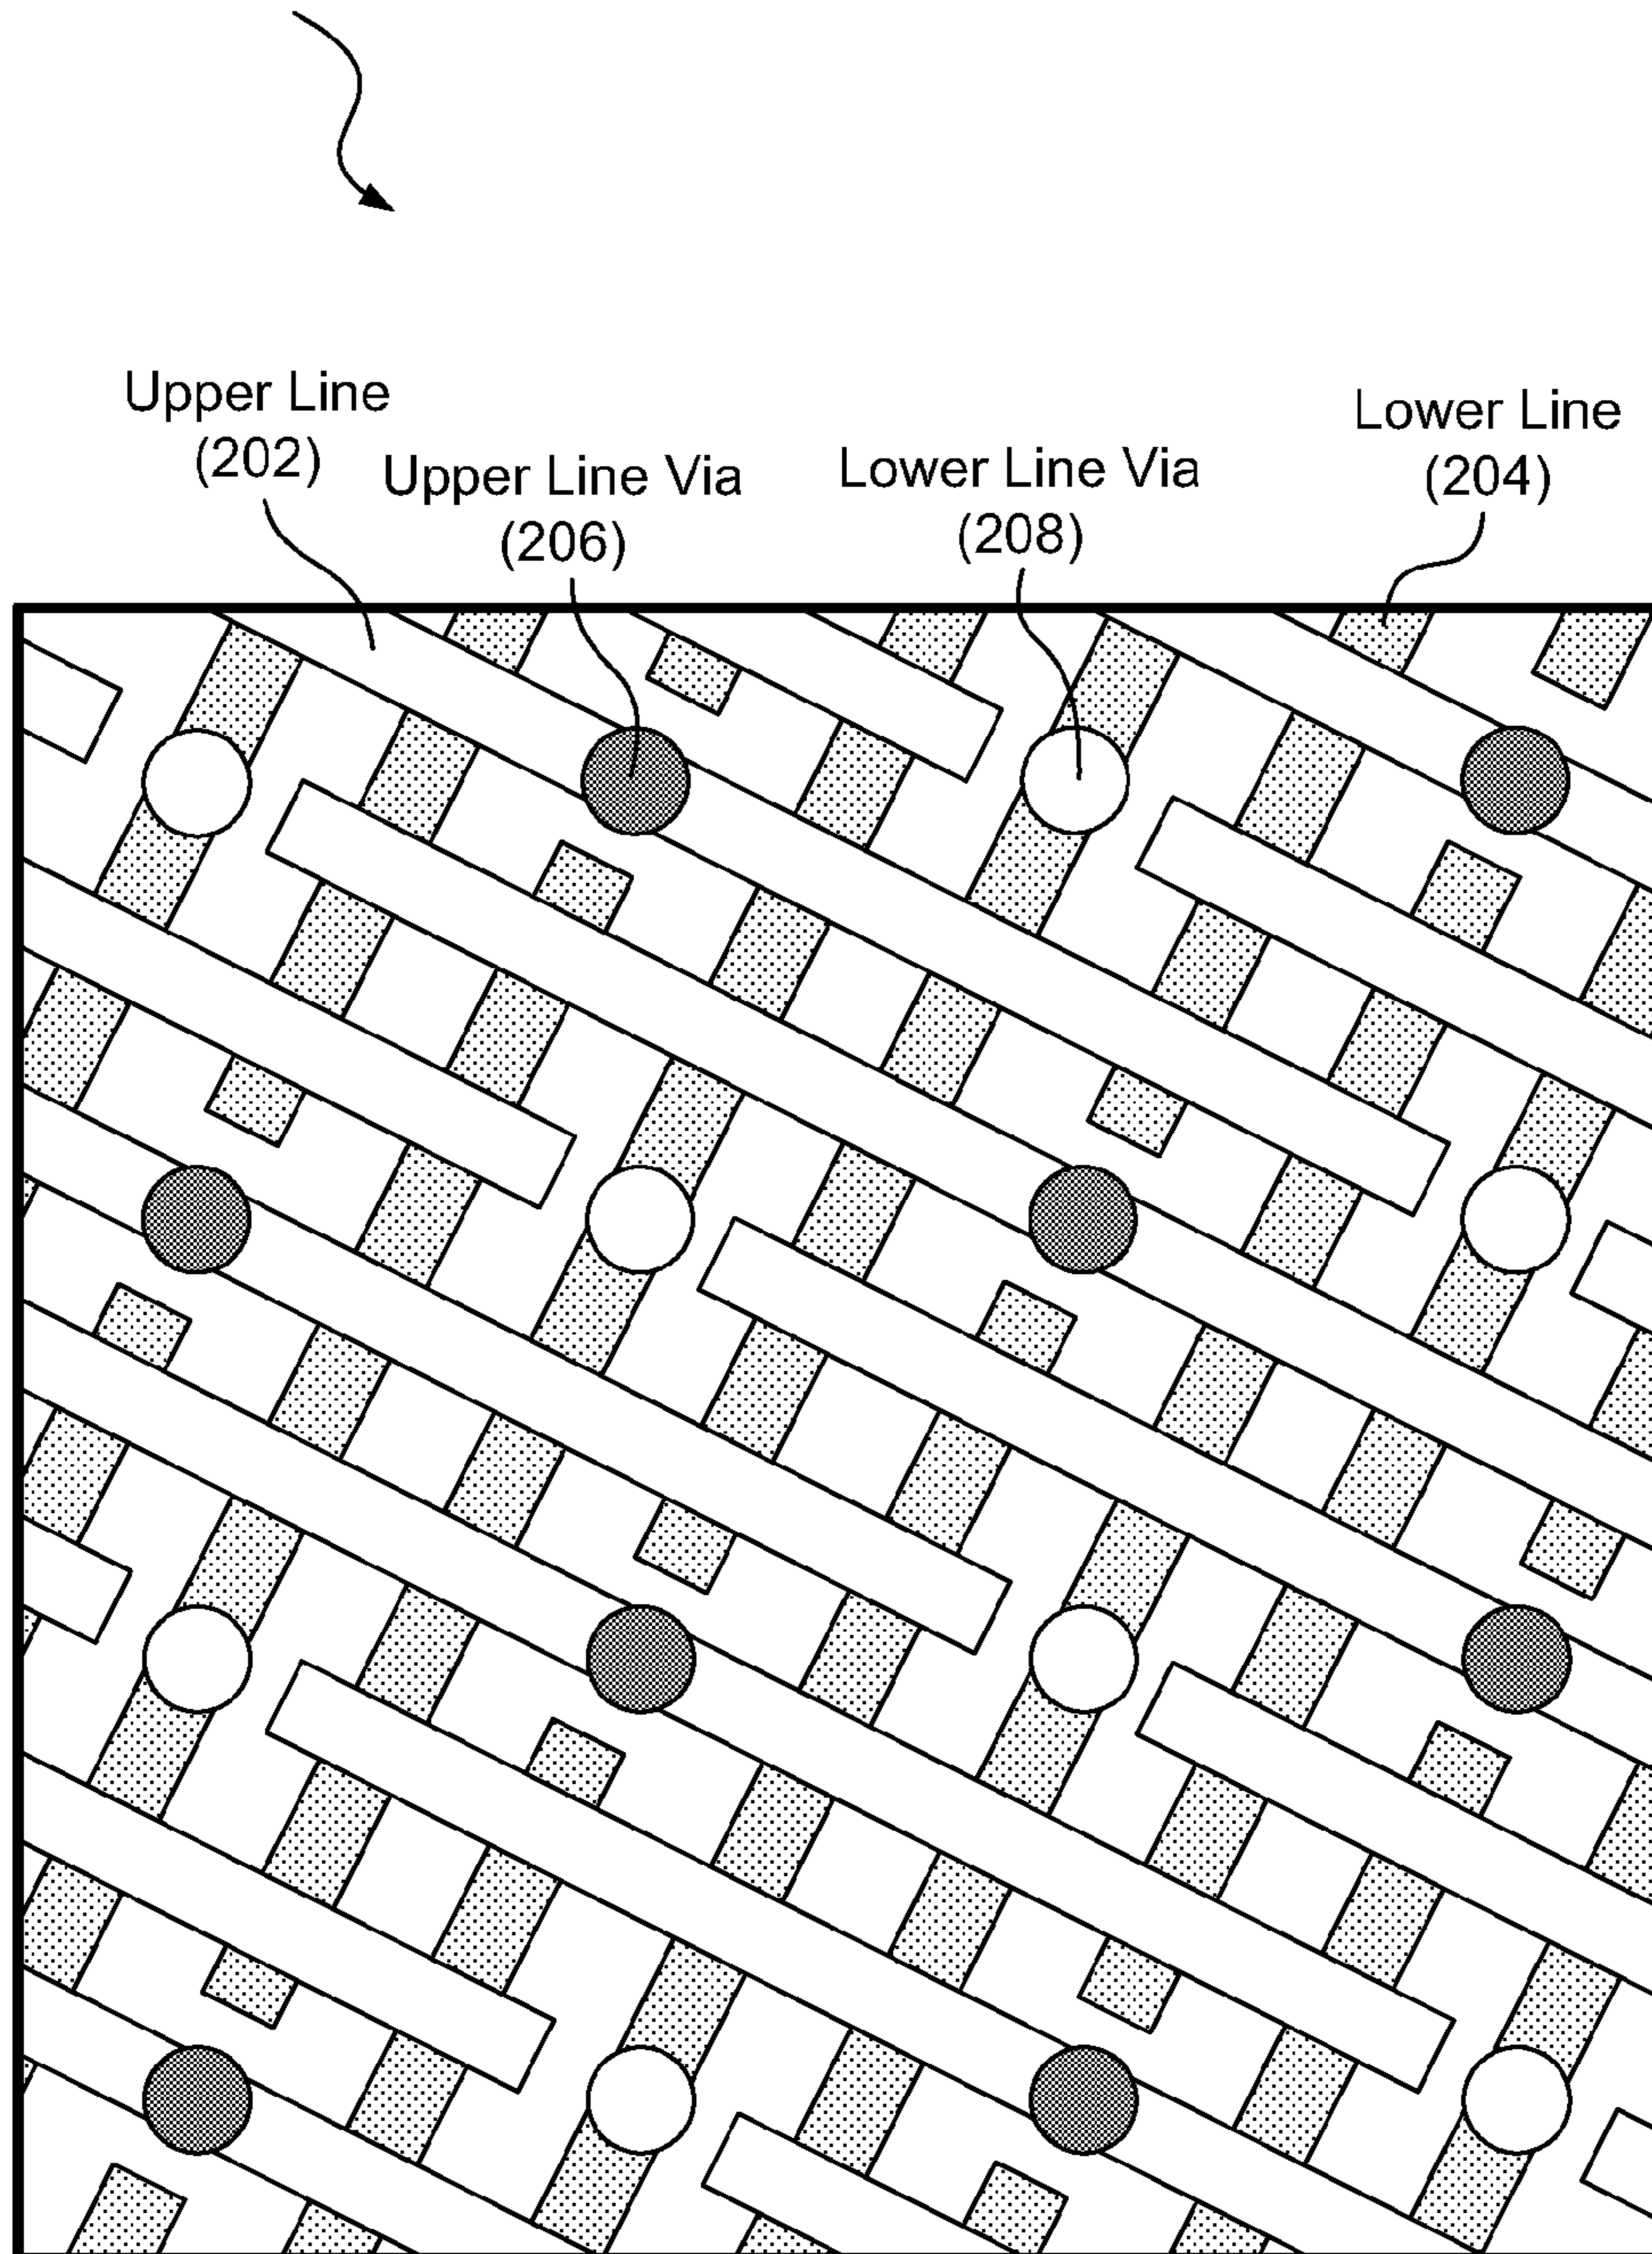 Upper Line
(202)
Upper Line Via
(206)
Lower Line Via
(208)
Lower Line
(204)